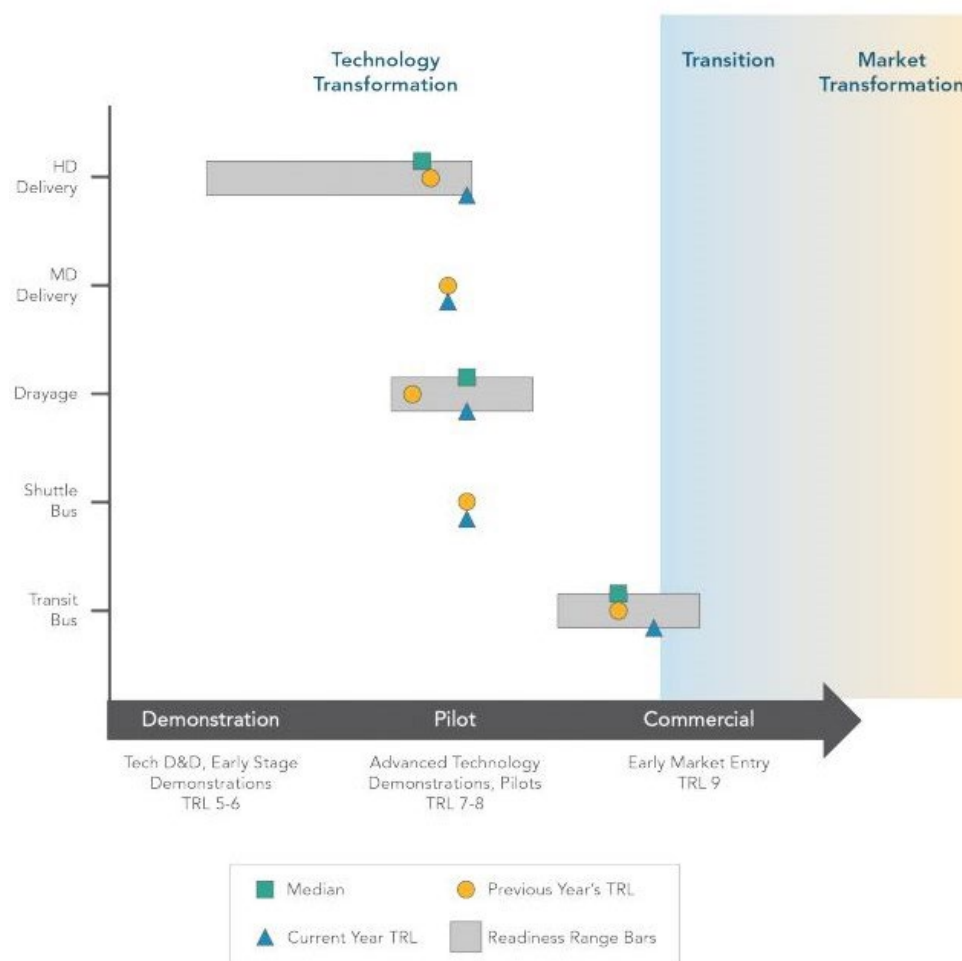 Technology
Transformation
Transition
Market
Transformation
HD
Delivery
MD
Delivery
Drayage
Shuttle
Bus
Transit
Bus
Demonstration
Pilot
Commercial
Tech D&D, Early Stage
Demonstrations
TRL 5-6
Advanced Technology
Demonstrations, Pilots
TRL 7-8
Early Market Entry
TRL 9
Median
Previous Year's TRL
Current Year TRL
Readiness Range Bars